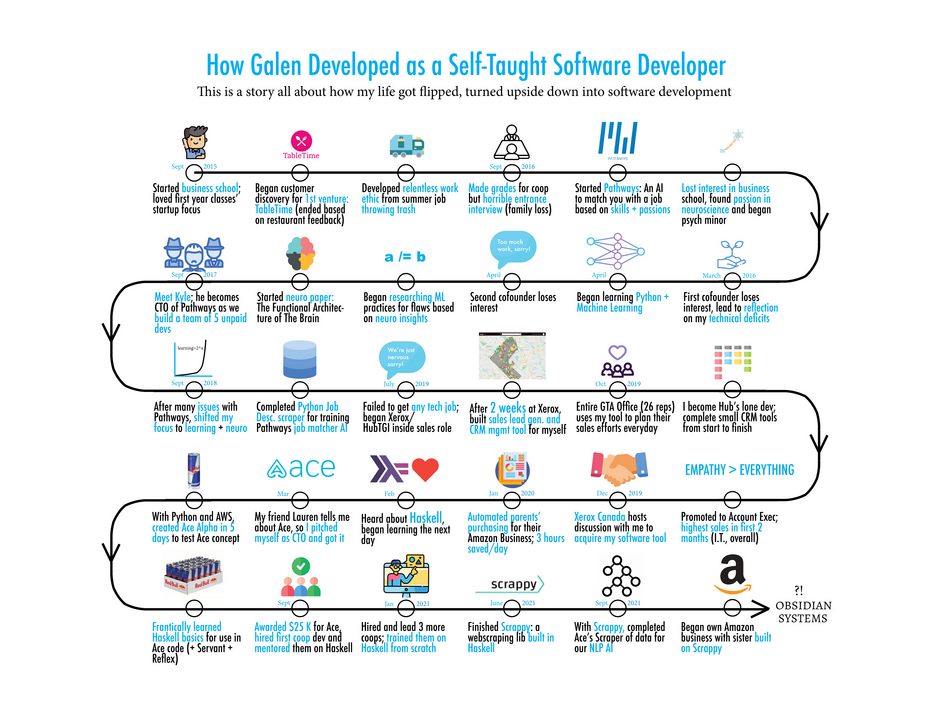 How Galen Developed as a Self-Taught Software Developer
This is a story all about how my life got flipped, turned upside down into software development
Sept 2015
Started business school;
loved first year classes'
startup focus
TableTime
Began customer
discovery for 1st venture:
TableTime (ended based
on restaurant feedback)
Developed relentless work
ethic from summer job
throwing trash
Sept 2016
Made grades for coop
but horrible entrance
interview (family loss)
PATHWAYS
Started Pathways: An AI
to match you with a job
based on skills + passions
Lost interest in business
school, found passion in
neuroscience and began
psych minor
Sept 2017
Meet Kyle; he becomes
CTO of Pathways as we
build a team of 5 unpaid
devs
Started neuro paper:
The Functional Architec-
ture of The Brain
a /= b
Began researching ML
practices for flaws based
on neuro insights
Too much
work, sorry!
April
Second cofounder loses
interest
April
Began learning Python +
Machine Learning
March 2016
First cofounder loses
interest, lead to reflection
on my technical deficits
Sept 2018
After many issues with
Pathways, shifted my
focus to learning + neuro
Completed Python Job
Desc. scraper for training
Pathways job matcher AI
We're just
nervous
sorry!
July 2019
Failed to get any tech job;
began Xerox/
HubTGI inside sales role
After 2 weeks at Xerox,
built sales lead gen. and
CRM mgmt tool for myself
Oct 2019
Entire GTA Office (26 reps)
uses my tool to plan their
sales efforts everyday
I become Hub's lone dev;
complete small CRM tools
from start to finish
With Python and AWS,
created Ace Alpha in 5
days to test Ace concept
ace
Mar
My friend Lauren tells me
about Ace, so I pitched
myself as CTO and got it
Feb
Heard about Haskell,
began learning the next
day
Jan 2020
Automated parents'
purchasing for their
Amazon Business; 3 hours
saved/day
Dec 2019
Xerox Canada hosts
discussion with me to
acquire my software tool
EMPATHY > EVERYTHING
Promoted to Account Exec;
highest sales in first 2
months (I.T., overall)
Frantically learned
Haskell basics for use in
Ace code (+ Servant +
Reflex)
Sept
Awarded $25 K for Ace,
hired first coop dev and
mentored them on Haskell
Jan 2021
Hired and lead 3 more
coops; trained them on
Haskell from scratch
scrappy
June 2021
Finished Scrappy: a
webscraping lib built in
Haskell
Sept 2021
With Scrappy, completed
Ace's Scraper of data for
our NLP AI
a
Began own Amazon
business with sister built
on Scrappy
?!
OBSIDIAN
SYSTEMS